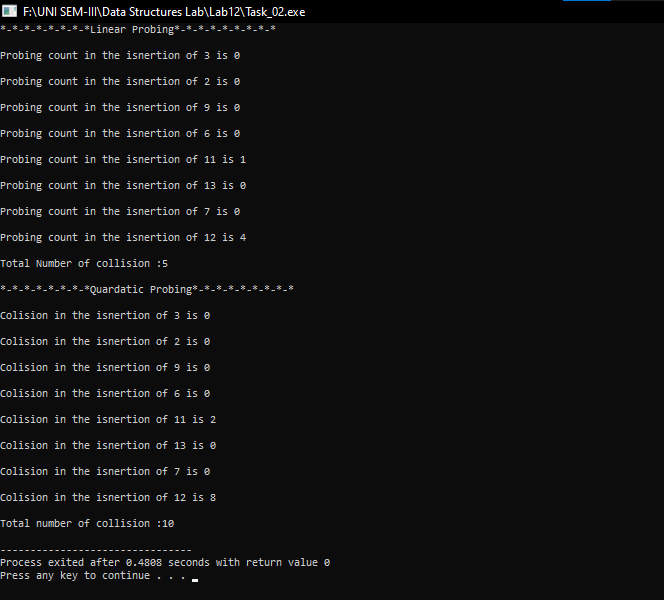 F:\UNI SEM-III\Data Structures Lab\Lab12\Task_02.exe
*-*-*-*-*-*-*-*Linear Probing*-*-*-*-*-*-*-*-*
Probing count in the isnertion of 3 is 0
Probing count in the isnertion of 2 is 0
Probing count in the isnertion of 9 is 0
Probing count in the isnertion of 6 is 0
Probing count in the isnertion of 11 is 1
Probing count in the isnertion of 13 is 0
Probing count in the isnertion of 7 is 0
Probing count in the isnertion of 12 is 4
Total Number of collision :5
*-*-*-*-*-*-*-*Quardatic Probing*-*-*-*-*-*-*-*-*
Colision in the isnertion of 3 is 0
Colision in the isnertion of 2 is 0
Colision in the isnertion of 9 is 0
Colision in the isnertion of 6 is 0
Colision in the isnertion of 11 is 2
Colision in the isnertion of 13 is 0
Colision in the isnertion of 7 is 0
Colision in the isnertion of 12 is 8
Total number of collision :10
--------------------------------
Process exited after 0.4808 seconds with return value 0
Press any key to continue . . .